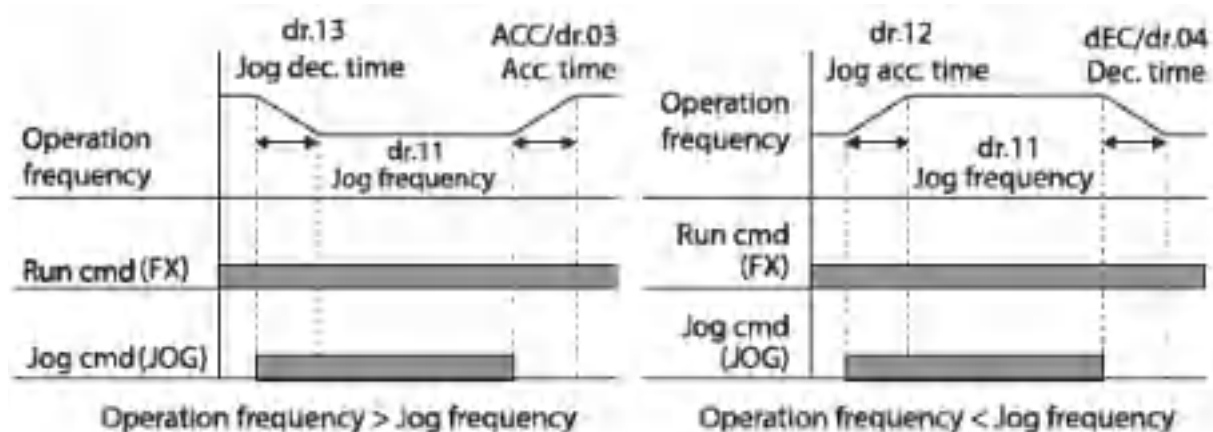 dr.13
Jog dec. time
ACC/dr.03
Acc. time
Operation
frequency
dr.11
Jog frequency
Run cmd (FX)
Jog cmd (JOG)
Operation frequency > Jog frequency
dr.12
Jog acc. time
dEC/dr.04
Dec. time
Operation
frequency
dr.11
Jog frequency
Run cmd
(FX)
Jog cmd
(JOG)
Operation frequency < Jog frequency